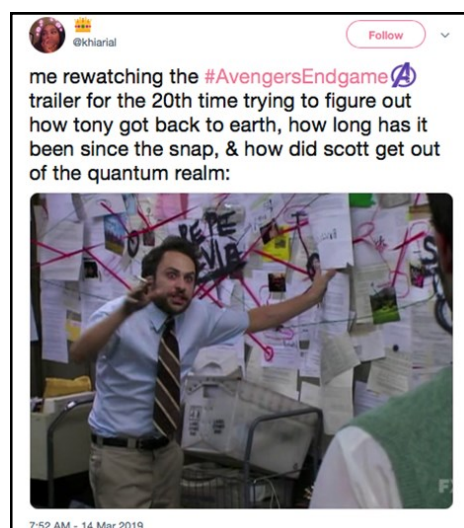 @khiarial
Follow
me rewatching the #AvengersEndgame
trailer for the 20th time trying to figure out
how tony got back to earth, how long has it
been since the snap, & how did scott get out
of the quantum realm:
PEPE
SILVIA
FX
7:52 AM - 14 Mar 2019